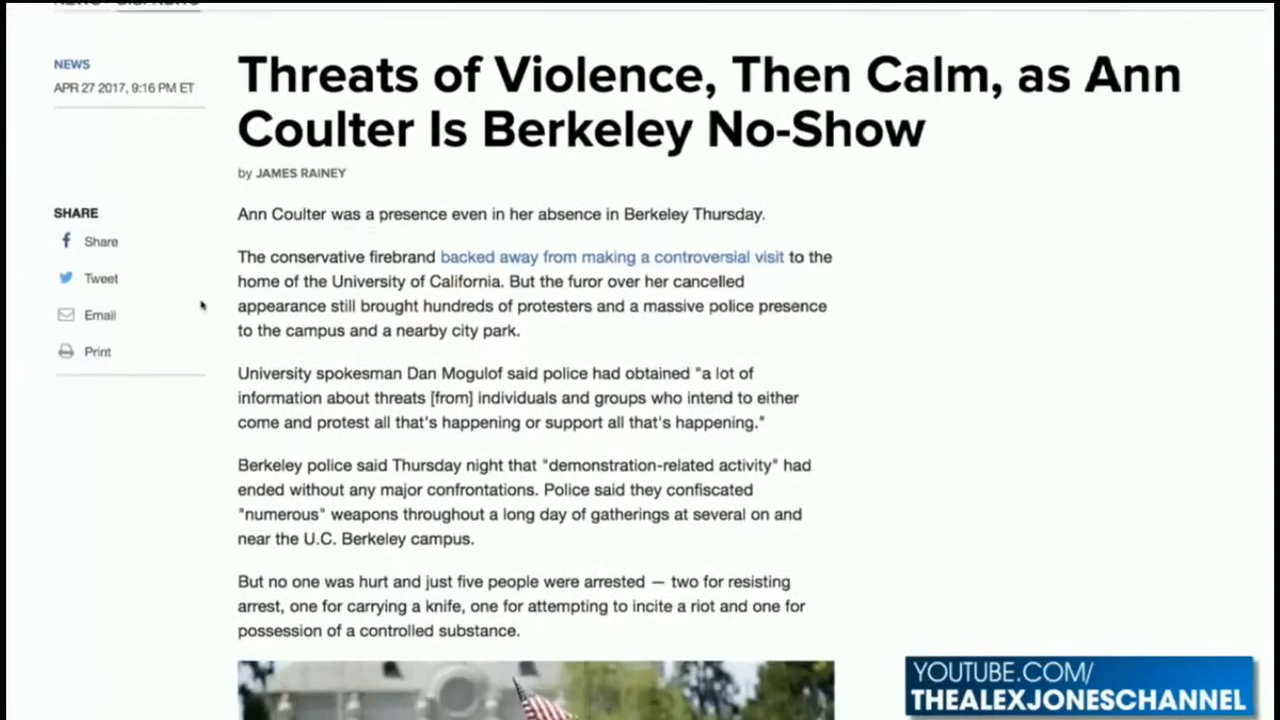 NEWS
APR 27 2017, 9:16 PM ET
Threats of Violence, Then Calm, as Ann
Coulter Is Berkeley No-Show
by JAMES RAINEY
SHARE
Share
Tweet
Email
Print
Ann Coulter was a presence even in her absence in Berkeley Thursday.
The conservative firebrand backed away from making a controversial visit to the
home of the University of California. But the furor over her cancelled
appearance still brought hundreds of protesters and a massive police presence
to the campus and a nearby city park.
University spokesman Dan Mogulof said police had obtained "a lot of
information about threats [from] individuals and groups who intend to either
come and protest all that's happening or support all that's happening."
Berkeley police said Thursday night that "demonstration-related activity" had
ended without any major confrontations. Police said they confiscated
"numerous" weapons throughout a long day of gatherings at several on and
near the U.C. Berkeley campus.
But no one was hurt and just five people were arrested — two for resisting
arrest, one for carrying a knife, one for attempting to incite a riot and one for
possession of a controlled substance.
YOUTUBE.COM/
THEALEXJONESCHANNEL